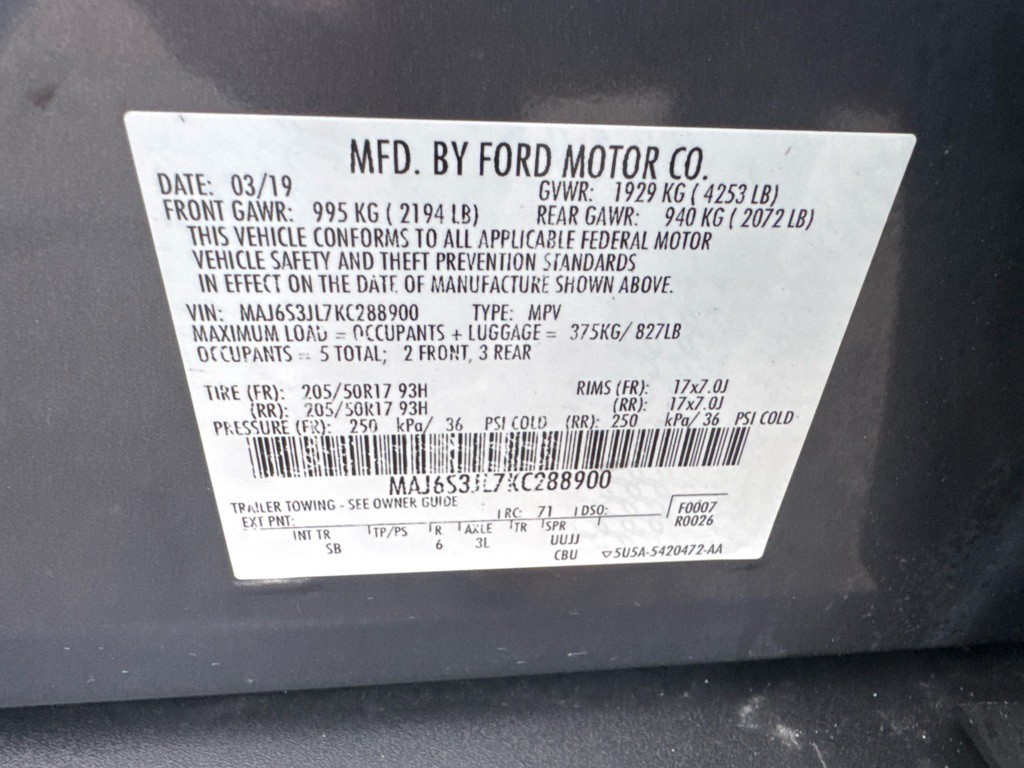 MFD. BY FORD MOTOR CO.
DATE: 03/19 GVWR: 1929 KG ( 4253 LB)
FRONT GAWR: 995 KG ( 2194 LB) REAR GAWR: 940 KG ( 2072 LB)
THIS VEHICLE CONFORMS TO ALL APPLICABLE FEDERAL MOTOR
VEHICLE SAFETY AND THEFT PREVENTION STANDARDS
IN EFFECT ON THE DATE OF MANUFACTURE SHOWN ABOVE.
VIN: MAJ6S3JL7KC288900 TYPE: MPV
MAXIMUM LOAD = OCCUPANTS + LUGGAGE = 375KG/ 827LB
OCCUPANTS = 5 TOTAL; 2 FRONT, 3 REAR
TIRE (FR): 205/50R17 93H RIMS (FR): 17x7.0J
(RR): 205/50R17 93H (RR): 17x7.0J
PRESSURE (FR): 250 kPa/ 36 PSI COLD (RR): 250 kPa/ 36 PSI COLD
MAJ6S3JL7KC288900
TRAILER TOWING - SEE OWNER GUIDE
EXT PNT: RC: 71 DSO: F0007
R0026
INT TR TP/PS R AXLE TR SPR
SB 6 3L UUJJ
CBU 5U5A-5420472-AA